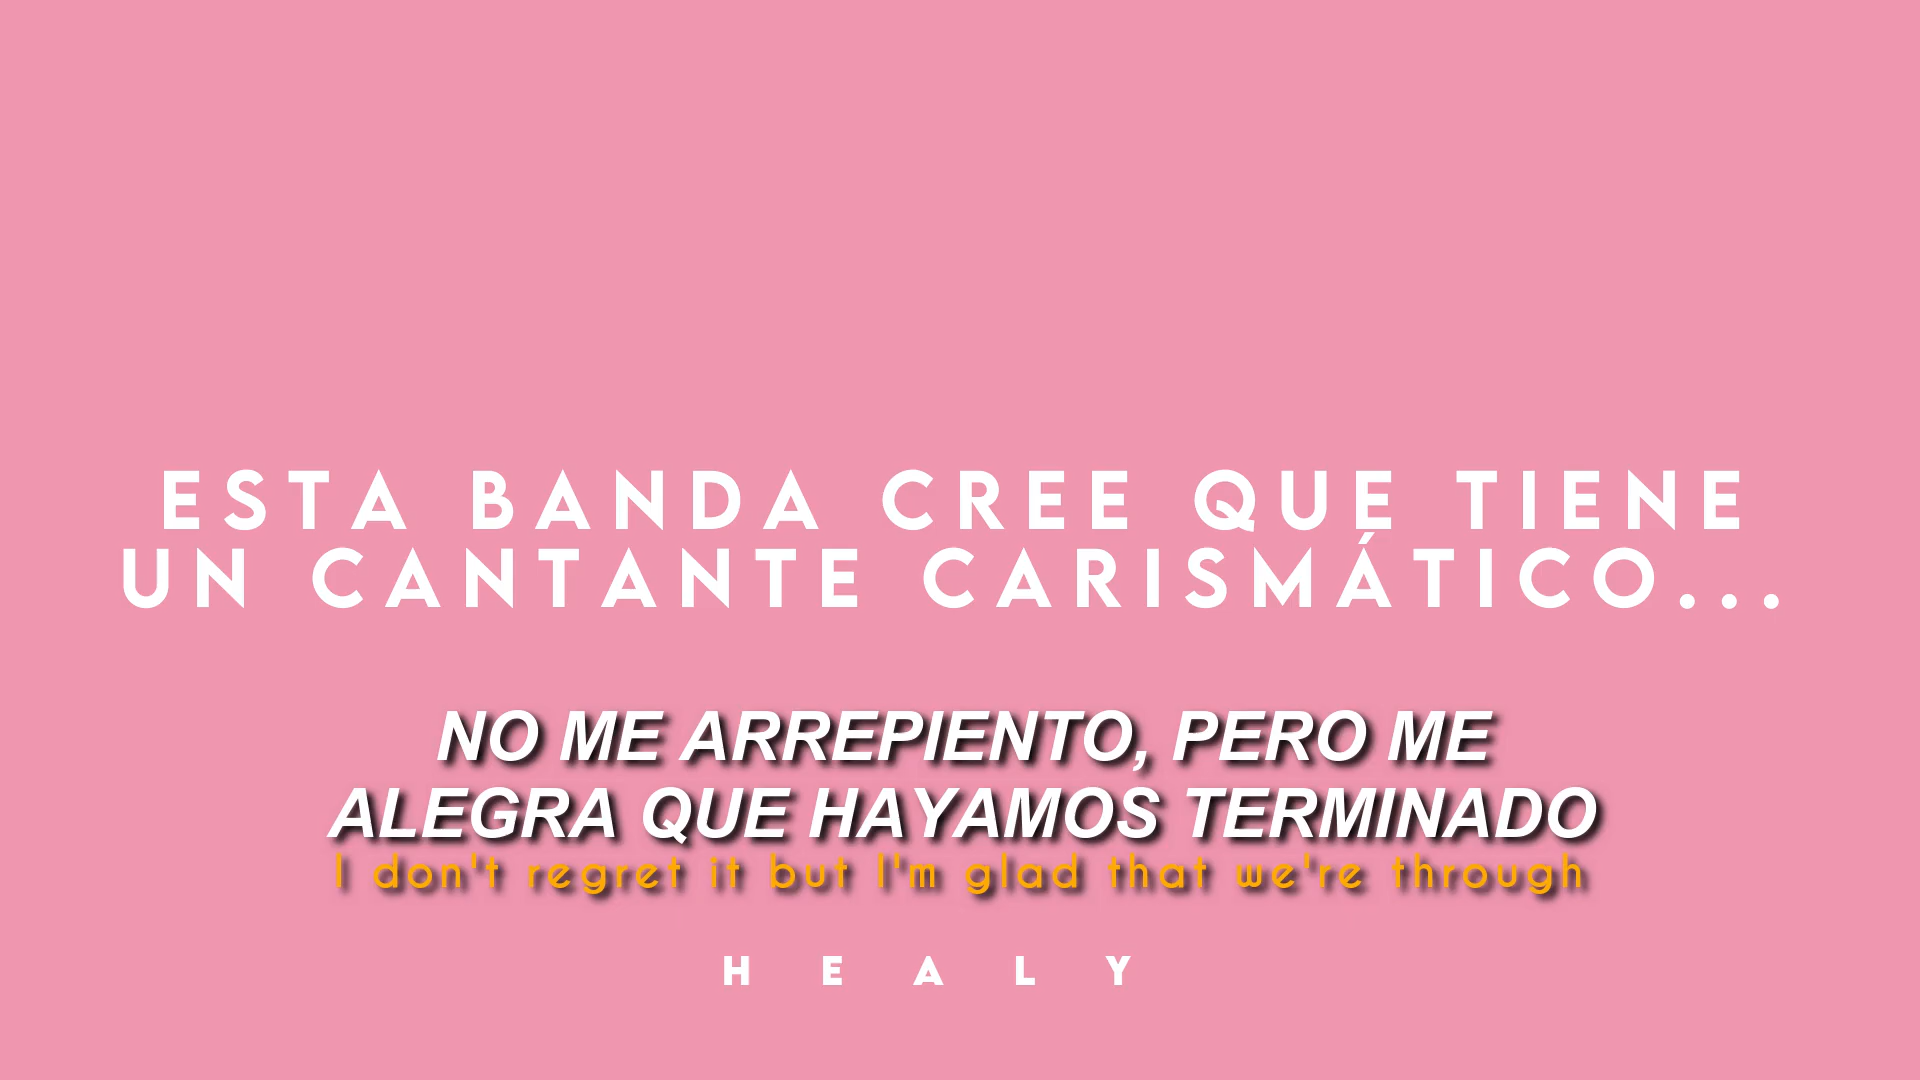 ESTA BANDA CREE QUE TIENE
UN CANTANTE CARISMÁTICO...
NO ME ARREPIENTO, PERO ME
ALEGRA QUE HAYAMOS TERMINADO
I don't regret it but I'm glad that we're through
HEALY